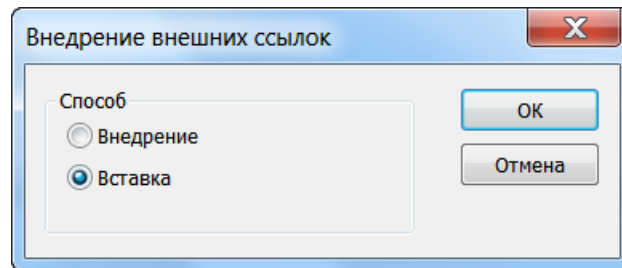 Внедрение внешних ссылок
Способ
Внедрение
Вставка
ОК
Отмена